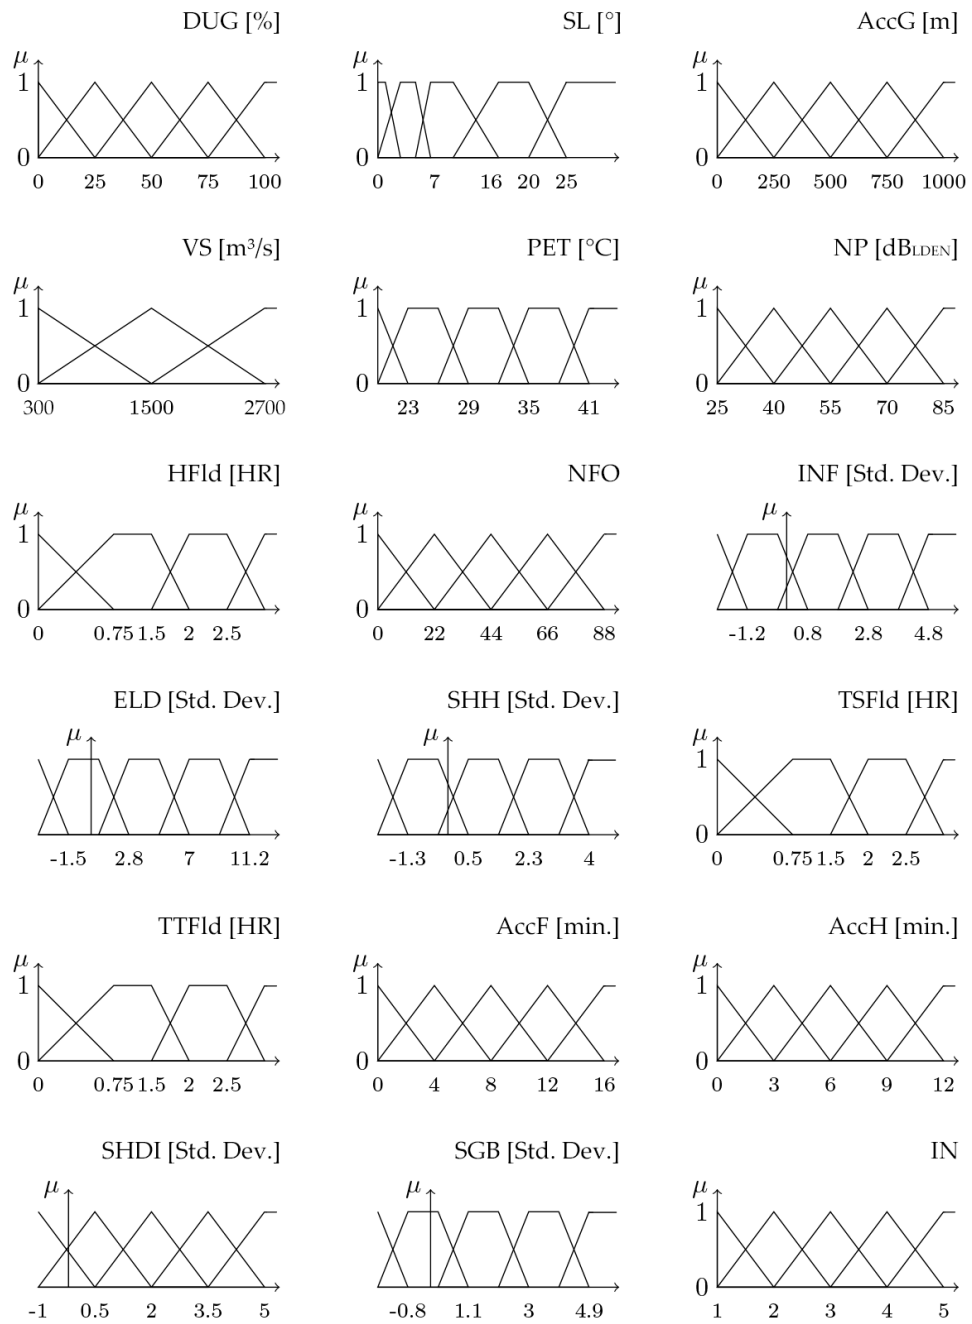 DUG [%] SL [°] AccG [m]
μ μ μ
1 1 1
0 0 0
0 25 50 75 100 0 7 16 20 25 0 250 500 750 1000
VS [m³/s] PET [°C] NP [dBLDEN]
μ μ μ
1 1 1
0 0 0
300 1500 2700 23 29 35 41 25 40 55 70 85
HFld [HR] NFO INF [Std. Dev.]
μ μ μ
1 1
0 0
0 0.75 1.5 2 2.5 0 22 44 66 88 -1.2 0.8 2.8 4.8
ELD [Std. Dev.] SHH [Std. Dev.] TSFld [HR]
μ μ μ
1
0
-1.5 2.8 7 11.2 -1.3 0.5 2.3 4 0 0.75 1.5 2 2.5
TTFld [HR] AccF [min.] AccH [min.]
μ μ μ
1 1 1
0 0 0
0 0.75 1.5 2 2.5 0 4 8 12 16 0 3 6 9 12
SHDI [Std. Dev.] SGB [Std. Dev.] IN
μ μ μ
1
0
-1 0.5 2 3.5 5 -0.8 1.1 3 4.9 1 2 3 4 5